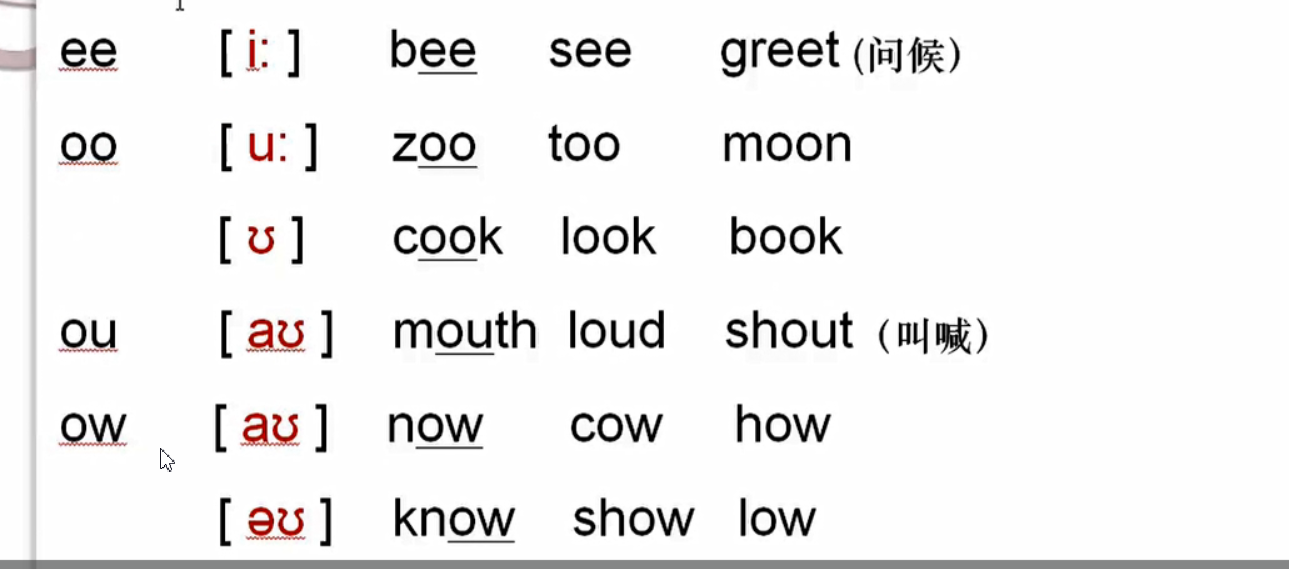 ee [ i: ] bee see greet (问候)
oo [ u: ] zoo too moon
[ ʊ ] cook look book
ou [ aʊ ] mouth loud shout (叫喊)
ow [ aʊ ] now cow how
[ əʊ ] know show low